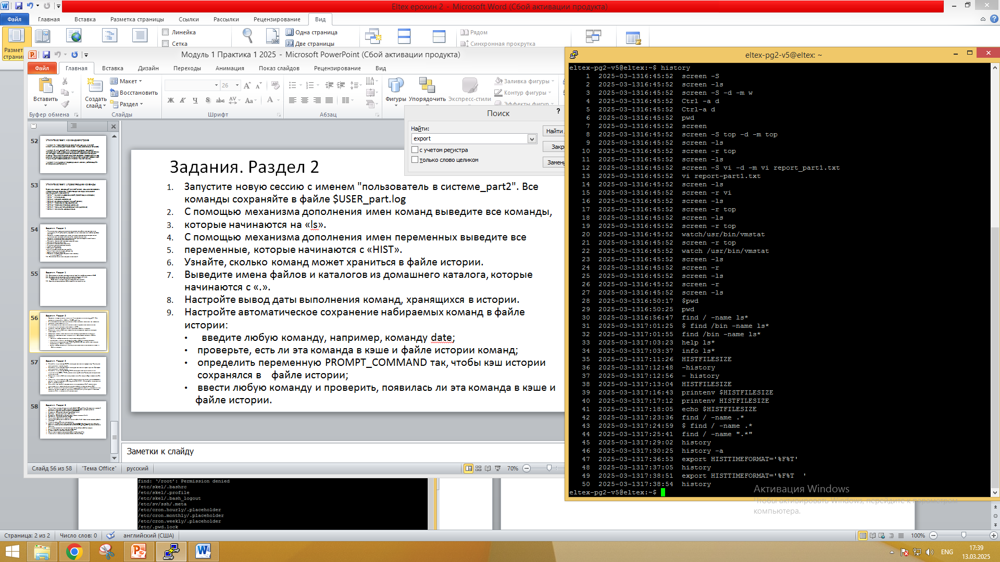 Eltex ерохин 2 - Microsoft Word (Сбой активации продукта)
Файл Главная Вставка Разметка страницы Ссылки Рассылки Рецензирование Вид
Линейка
Сетка
Одна страница
Две страницы
Рядом
Синхронная прокрутка
Модуль 1 Практика 1 2025 - Microsoft PowerPoint (Сбой активации продукта)
Файл Главная Вставка Дизайн Переходы Анимация Показ слайдов Рецензирование Вид
Вставить
Буфер обмена
Создать слайд
Макет
Восстановить
Раздел
Слайды
26
Шрифт
Абзац
Фигуры Упорядочить Экспресс-стили
Заливка фигуры
Контур фигуры
Эффекты фигур
Поиск
Найти:
export
с учетом регистра
только слово целиком
Найти
52
53
54
55
56
57
58
Задания. Раздел 2
1. Запустите новую сессию с именем "пользователь в системе_part2". Все
команды сохраняйте в файле $USER_part.log
2. С помощью механизма дополнения имен команд выведите все команды,
3. которые начинаются на «ls».
4. С помощью механизма дополнения имен переменных выведите все
5. переменные, которые начинаются с «HIST».
6. Узнайте, сколько команд может храниться в файле истории.
7. Выведите имена файлов и каталогов из домашнего каталога, которые
начинаются с «.».
8. Настройте вывод даты выполнения команд, хранящихся в истории.
9. Настройте автоматическое сохранение набираемых команд в файле
истории:
• введите любую команду, например, команду date;
• проверьте, есть ли эта команда в кэше и файле истории команд;
• определить переменную PROMPT_COMMAND так, чтобы кэш истории
сохранялся в файле истории;
• ввести любую команду и проверить, появилась ли эта команда в кэше и
файле истории.
Заметки к слайду
Слайд 56 из 58 "Тема Office" русский 70%
eltex-pg2-v5@eltex: ~
eltex-pg2-v5@eltex:~$ history
1 2025-03-1316:45:52 screen -S
2 2025-03-1316:45:52 screen -ls
3 2025-03-1316:45:52 screen -S -d -m w
4 2025-03-1316:45:52 Ctrl -a d
5 2025-03-1316:45:52 Ctrl-a d
6 2025-03-1316:45:52 pwd
7 2025-03-1316:45:52 screen
8 2025-03-1316:45:52 screen -S top -d -m top
9 2025-03-1316:45:52 screen -ls
10 2025-03-1316:45:52 screen -r top
11 2025-03-1316:45:52 screen -ls
12 2025-03-1316:45:52 screen -S vi -d -m vi report_part1.txt
13 2025-03-1316:45:52 vi report-part1.txt
14 2025-03-1316:45:52 screen -ls
15 2025-03-1316:45:52 screen -r vi
16 2025-03-1316:45:52 screen -ls
17 2025-03-1316:45:52 screen -r top
18 2025-03-1316:45:52 screen -ls
19 2025-03-1316:45:52 screen -r top
20 2025-03-1316:45:52 watch/usr/bin/vmstat
21 2025-03-1316:45:52 screen -r top
22 2025-03-1316:45:52 watch /usr/bin/vmstat
23 2025-03-1316:45:52 screen -ls
24 2025-03-1316:45:52 screen -r
25 2025-03-1316:45:52 screen -ls
26 2025-03-1316:45:52 screen -r
27 2025-03-1316:45:52 screen -ls
28 2025-03-1316:50:17 $pwd
29 2025-03-1316:50:25 pwd
30 2025-03-1316:56:47 find / -name ls*
31 2025-03-1317:01:25 $ find /bin -name ls*
32 2025-03-1317:01:55 find /bin -name ls*
33 2025-03-1317:03:23 help ls*
34 2025-03-1317:03:37 info ls*
35 2025-03-1317:11:26 HISTFILESIZE
36 2025-03-1317:12:48 -history
37 2025-03-1317:12:56 - history
38 2025-03-1317:13:04 HISTFILESIZE
39 2025-03-1317:16:43 printenv $HISTFILESIZE
40 2025-03-1317:17:12 printenv HISTFILESIZE
41 2025-03-1317:18:05 echo $HISTFILESIZE
42 2025-03-1317:23:36 find / -name .*
43 2025-03-1317:24:59 $ find / -name .*
44 2025-03-1317:25:41 find / -name ".*"
45 2025-03-1317:29:02 history
46 2025-03-1317:30:25 history -a
47 2025-03-1317:36:53 export HISTTIMEFORMAT='%F%T'
48 2025-03-1317:37:05 history
49 2025-03-1317:38:51 export HISTTIMEFORMAT='%F%T  '
50 2025-03-1317:38:54 history
eltex-pg2-v5@eltex:~$
Активация Windows
Чтобы активировать Windows, перейдите к параметрам
компьютера.
find: ‘/root’: Permission denied
/etc/skel/.bashrc
/etc/skel/.profile
/etc/skel/.bash_logout
/etc/sv/ssh/.meta
/etc/cron.hourly/.placeholder
/etc/cron.monthly/.placeholder
/etc/cron.weekly/.placeholder
/etc/.pwd.lock
Страница: 2 из 2 Число слов: 0 английский (США) 100%
ENG
17:39
13.03.2025